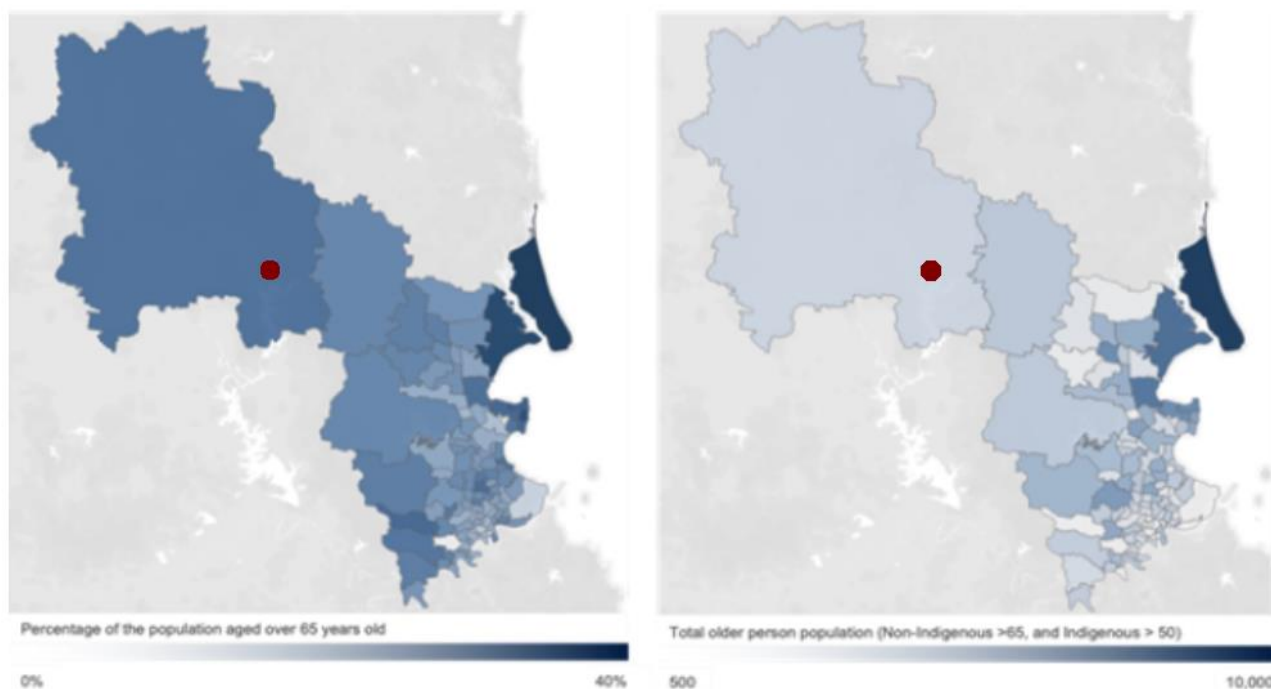 Percentage of the population aged over 65 years old
0%
40%
Total older person population (Non-Indigenous >65, and Indigenous > 50)
500
10,000